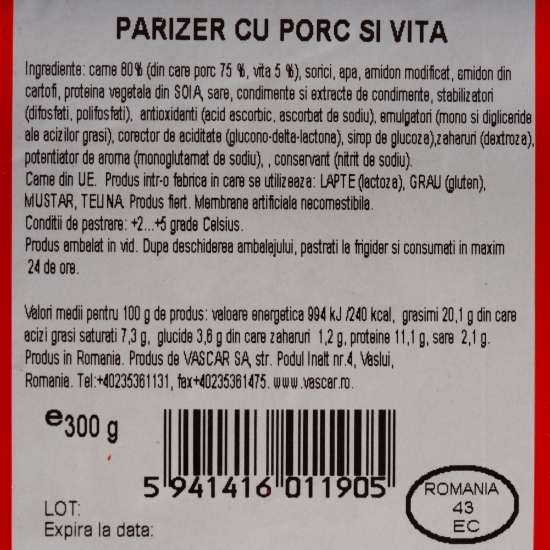 PARIZER CU PORC SI VITA
Ingrediente: carne 80% (din care porc 75 %, vita 5 %), sorici, apa, amidon modificat, amidon din
cartofi, proteina vegetala din SOIA, sare, condimente si extracte de condimente, stabilizatori
(difosfati, polifosfati), antioxidanti (acid ascorbic, ascorbat de sodiu), emulgatori (mono si digliceride
ale acizilor grasi), corector de aciditate (glucono-delta-lactona), sirop de glucoza),zaharuri (dextroza),
potentiator de aroma (monoglutamat de sodiu), , conservant (nitrit de sodiu).
Carne din UE. Produs intr-o fabrica in care se utilizeaza: LAPTE (lactoza), GRAU (gluten),
MUSTAR, TELINA. Produs fiert. Membrana artificiala necomestibila.
Conditii de pastrare: +2...+5 grade Celsius.
Produs ambalat in vid. Dupa deschiderea ambalajului, pastrati la frigider si consumati in maxim
24 de ore.
Valori medii pentru 100 g de produs: valoare energetica 994 kJ /240 kcal, grasimi 20,1 g din care
acizi grasi saturati 7,3 g, glucide 3,6 g din care zaharuri 1,2 g, proteine 11,1 g, sare 2,1 g.
Produs in Romania. Produs de VASCAR SA, str. Podul Inalt nr.4, Vaslui,
Romania. Tel:+40235361131, fax+40235361475. www.vascar.ro.
e300 g
5 941416 011905
LOT:
Expira la data:
ROMANIA
43
EC